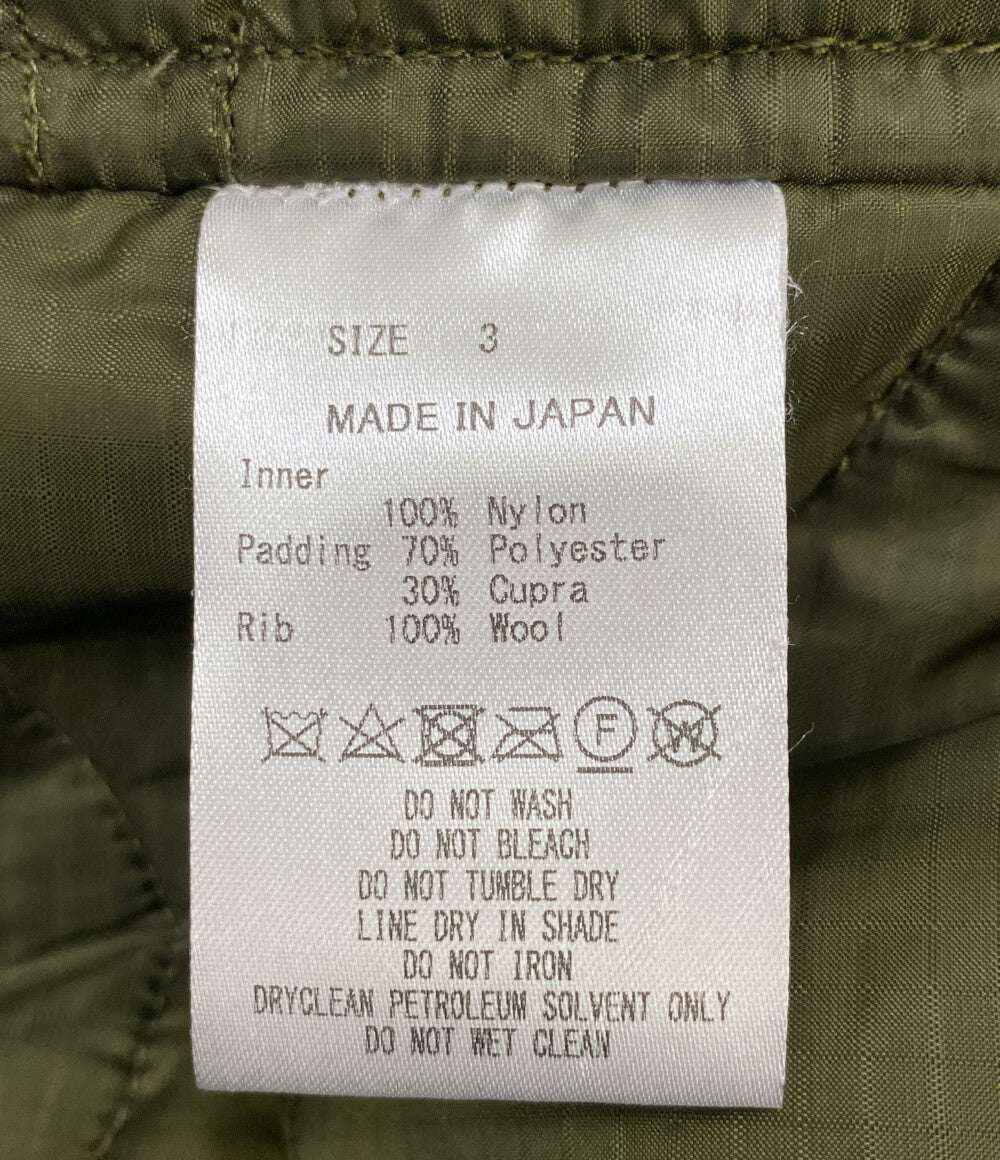 SIZE 3
MADE IN JAPAN
Inner
100% Nylon
Padding 70% Polyester
30% Cupra
Rib 100% Wool
F W
DO NOT WASH
DO NOT BLEACH
DO NOT TUMBLE DRY
LINE DRY IN SHADE
DO NOT IRON
DRYCLEAN PETROLEUM SOLVENT ONLY
DO NOT WET CLEAN